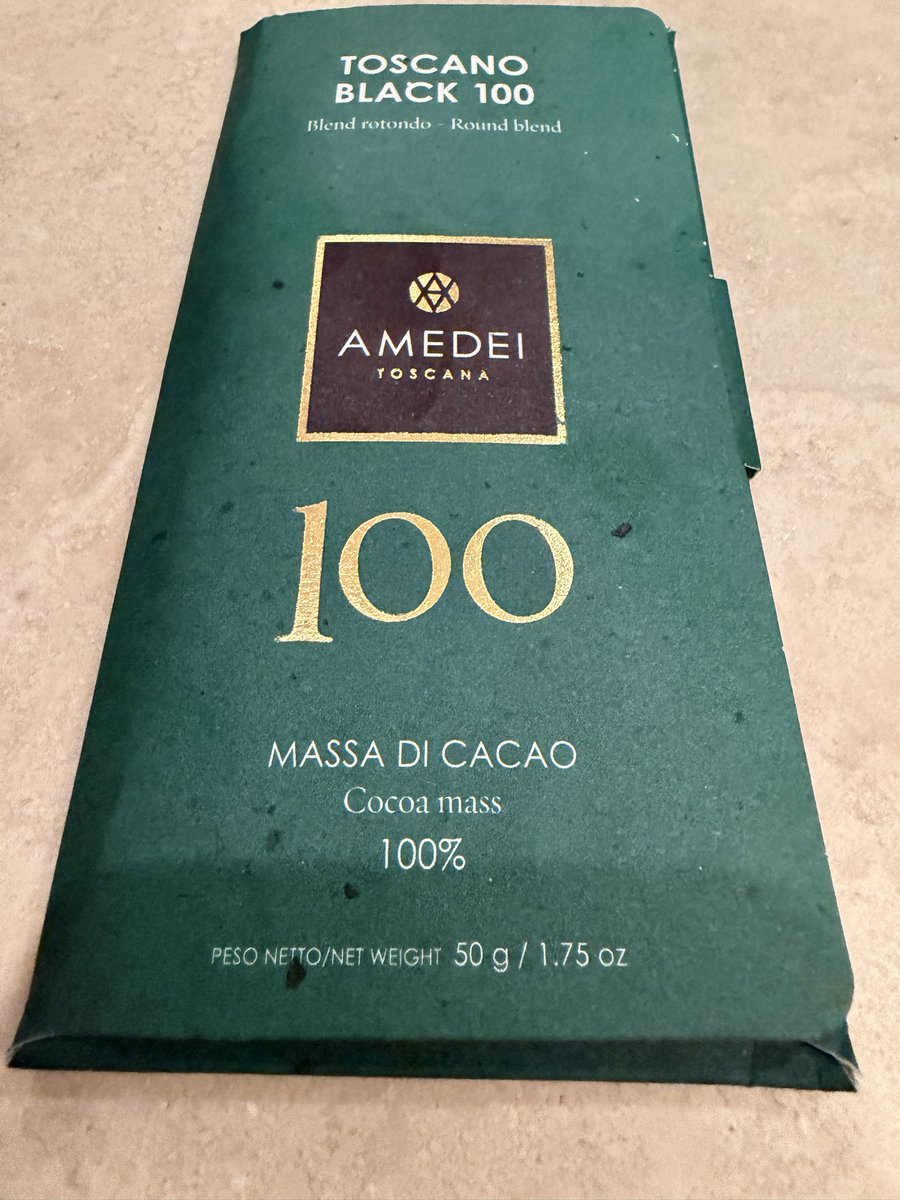 TOSCANO
BLACK 100
Blend rotondo - Round blend
AMEDEI
TOSCANA
100
MASSA DI CACAO
Cocoa mass
100%
PESO NETTO/NET WEIGHT 50 g / 1.75 oz